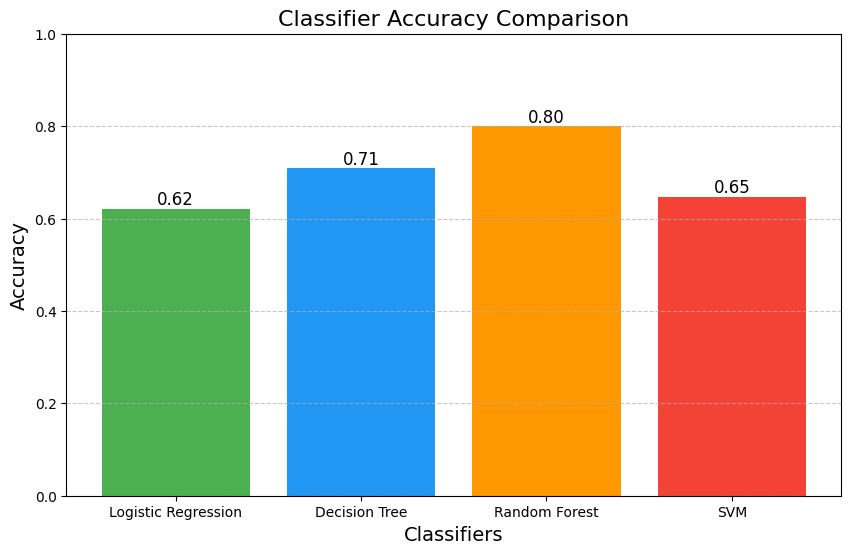 Classifier Accuracy Comparison
1.0
0.8
0.6
0.4
0.2
0.0
Accuracy
0.62
0.71
0.80
0.65
Logistic Regression
Decision Tree
Random Forest
SVM
Classifiers